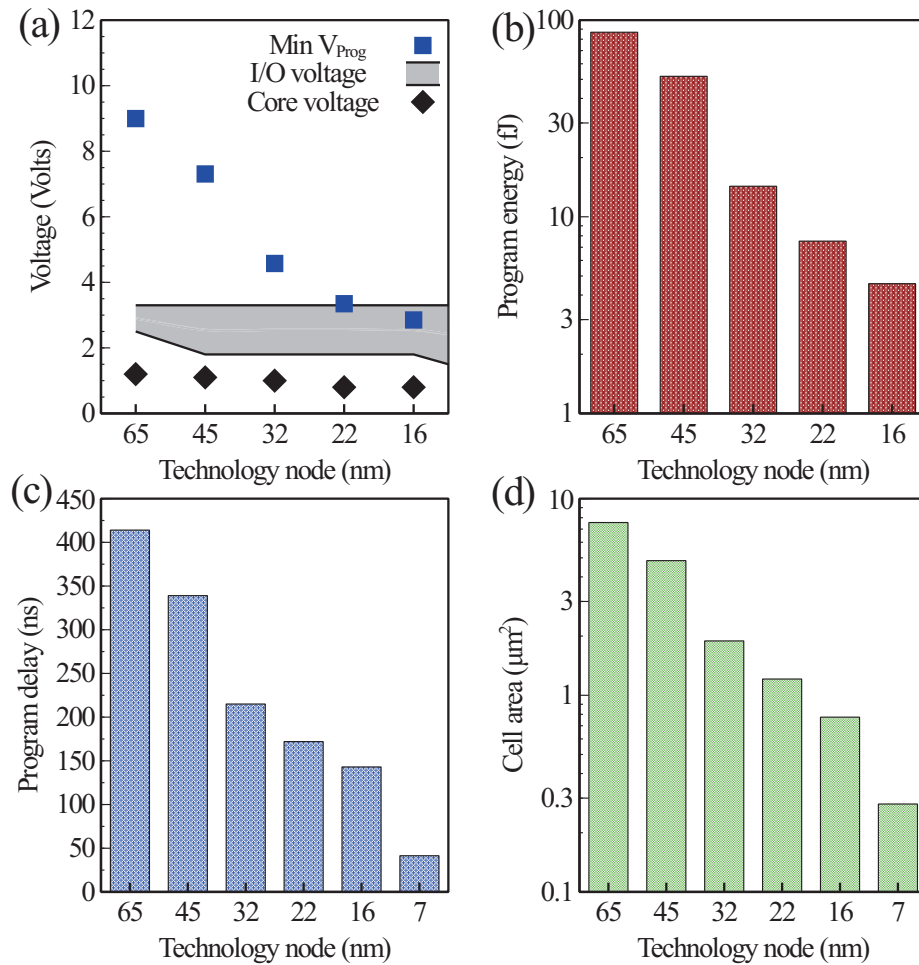 (a)
12
10
8
6
4
2
0
Voltage (Volts)
Min VProg
I/O voltage
Core voltage
65 45 32 22 16
Technology node (nm)
(b)
100
30
10
3
1
Program energy (fJ)
65 45 32 22 16
Technology node (nm)
(c)
450
400
350
300
250
200
150
100
50
0
Program delay (ns)
65 45 32 22 16 7
Technology node (nm)
(d)
10
3
1
0.3
0.1
Cell area (μm²)
65 45 32 22 16 7
Technology node (nm)